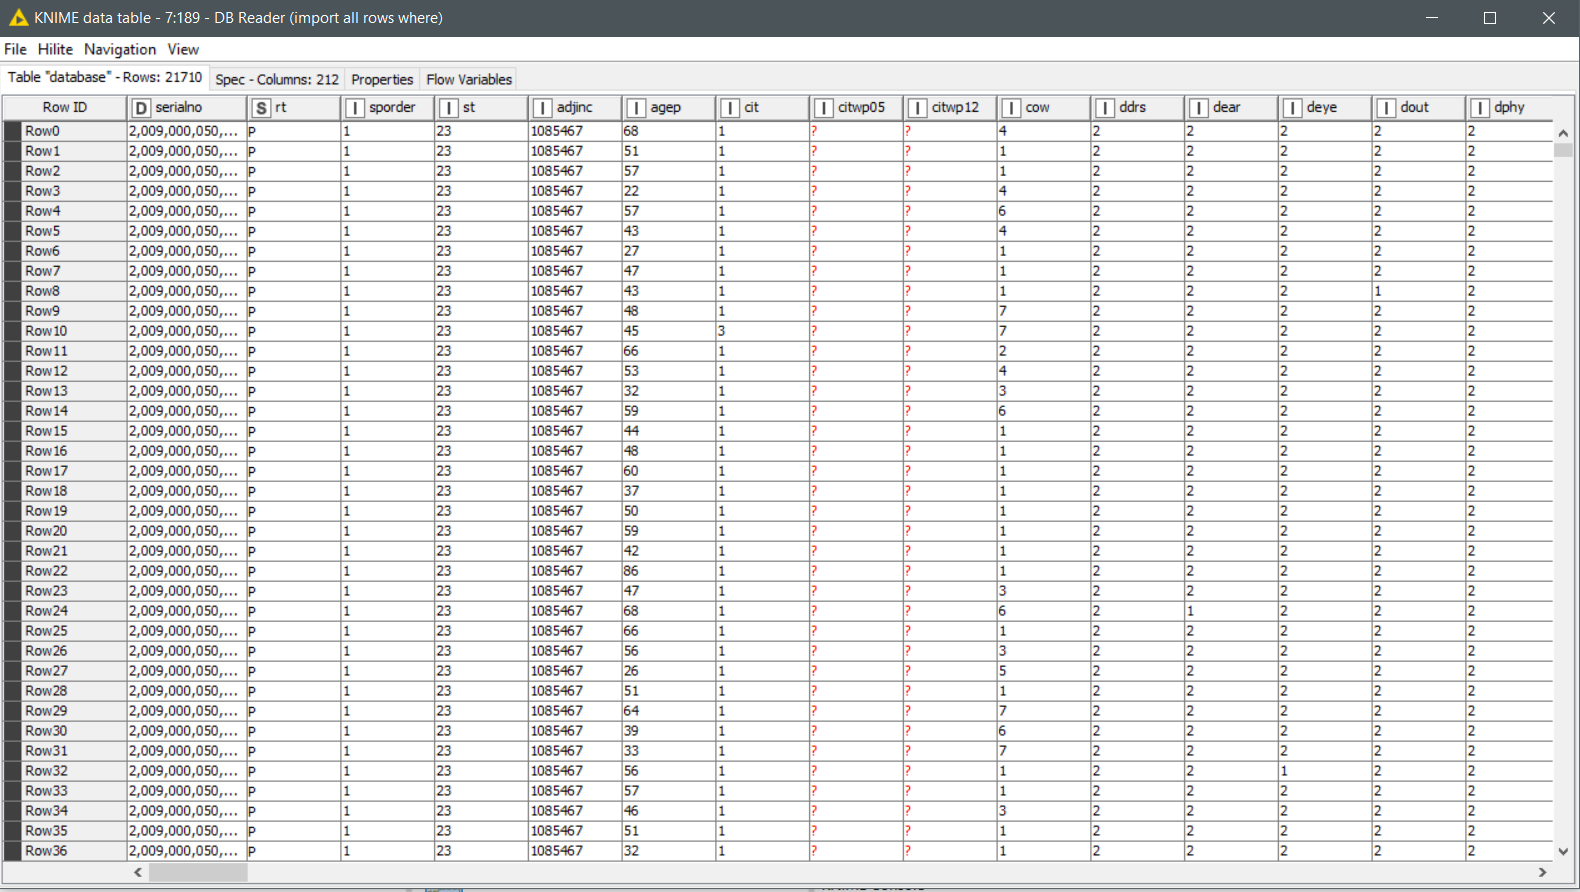 KNIME data table - 7:189 - DB Reader (import all rows where)
File Hilite Navigation View
Table "database" - Rows: 21710 Spec - Columns: 212 Properties Flow Variables
Row ID D serialno S rt I sporder I st I adjinc I agep I cit I citwp05 I citwp12 I cow I ddrs I dear I deye I dout I dphy
Row0 2,009,000,050,... P 1 23 1085467 68 1 ? ? 4 2 2 2 2 2
Row1 2,009,000,050,... P 1 23 1085467 51 1 ? ? 1 2 2 2 2 2
Row2 2,009,000,050,... P 1 23 1085467 57 1 ? ? 1 2 2 2 2 2
Row3 2,009,000,050,... P 1 23 1085467 22 1 ? ? 4 2 2 2 2 2
Row4 2,009,000,050,... P 1 23 1085467 57 1 ? ? 6 2 2 2 2 2
Row5 2,009,000,050,... P 1 23 1085467 43 1 ? ? 4 2 2 2 2 2
Row6 2,009,000,050,... P 1 23 1085467 27 1 ? ? 1 2 2 2 2 2
Row7 2,009,000,050,... P 1 23 1085467 47 1 ? ? 1 2 2 2 2 2
Row8 2,009,000,050,... P 1 23 1085467 43 1 ? ? 1 2 2 2 1 2
Row9 2,009,000,050,... P 1 23 1085467 48 1 ? ? 7 2 2 2 2 2
Row10 2,009,000,050,... P 1 23 1085467 45 3 ? ? 7 2 2 2 2 2
Row11 2,009,000,050,... P 1 23 1085467 66 1 ? ? 2 2 2 2 2 2
Row12 2,009,000,050,... P 1 23 1085467 53 1 ? ? 4 2 2 2 2 2
Row13 2,009,000,050,... P 1 23 1085467 32 1 ? ? 3 2 2 2 2 2
Row14 2,009,000,050,... P 1 23 1085467 59 1 ? ? 6 2 2 2 2 2
Row15 2,009,000,050,... P 1 23 1085467 44 1 ? ? 1 2 2 2 2 2
Row16 2,009,000,050,... P 1 23 1085467 48 1 ? ? 1 2 2 2 2 2
Row17 2,009,000,050,... P 1 23 1085467 60 1 ? ? 1 2 2 2 2 2
Row18 2,009,000,050,... P 1 23 1085467 37 1 ? ? 1 2 2 2 2 2
Row19 2,009,000,050,... P 1 23 1085467 50 1 ? ? 1 2 2 2 2 2
Row20 2,009,000,050,... P 1 23 1085467 59 1 ? ? 1 2 2 2 2 2
Row21 2,009,000,050,... P 1 23 1085467 42 1 ? ? 1 2 2 2 2 2
Row22 2,009,000,050,... P 1 23 1085467 86 1 ? ? 1 2 2 2 2 2
Row23 2,009,000,050,... P 1 23 1085467 47 1 ? ? 3 2 2 2 2 2
Row24 2,009,000,050,... P 1 23 1085467 68 1 ? ? 6 2 1 2 2 2
Row25 2,009,000,050,... P 1 23 1085467 66 1 ? ? 1 2 2 2 2 2
Row26 2,009,000,050,... P 1 23 1085467 56 1 ? ? 3 2 2 2 2 2
Row27 2,009,000,050,... P 1 23 1085467 26 1 ? ? 5 2 2 2 2 2
Row28 2,009,000,050,... P 1 23 1085467 51 1 ? ? 1 2 2 2 2 2
Row29 2,009,000,050,... P 1 23 1085467 64 1 ? ? 7 2 2 2 2 2
Row30 2,009,000,050,... P 1 23 1085467 39 1 ? ? 6 2 2 2 2 2
Row31 2,009,000,050,... P 1 23 1085467 33 1 ? ? 7 2 2 2 2 2
Row32 2,009,000,050,... P 1 23 1085467 56 1 ? ? 1 2 2 1 2 2
Row33 2,009,000,050,... P 1 23 1085467 57 1 ? ? 1 2 2 2 2 2
Row34 2,009,000,050,... P 1 23 1085467 46 1 ? ? 3 2 2 2 2 2
Row35 2,009,000,050,... P 1 23 1085467 51 1 ? ? 1 2 2 2 2 2
Row36 2,009,000,050,... P 1 23 1085467 32 1 ? ? 1 2 2 2 2 2